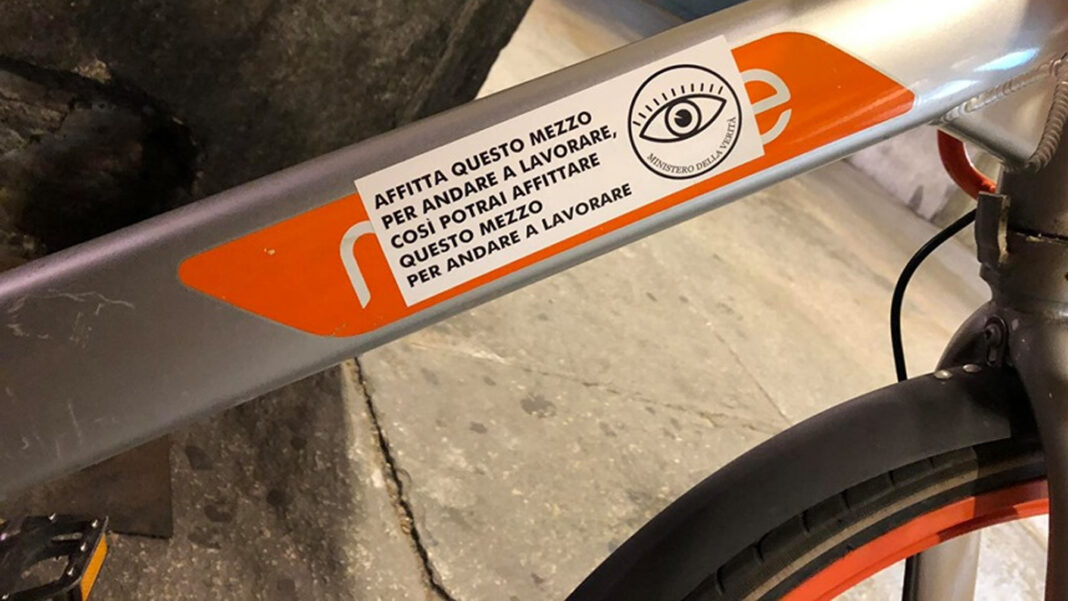 AFFITTA QUESTO MEZZO
PER ANDARE A LAVORARE,
COSÌ POTRAI AFFITTARE
QUESTO MEZZO
PER ANDARE A LAVORARE
MINISTERO DELLA VERITÀ